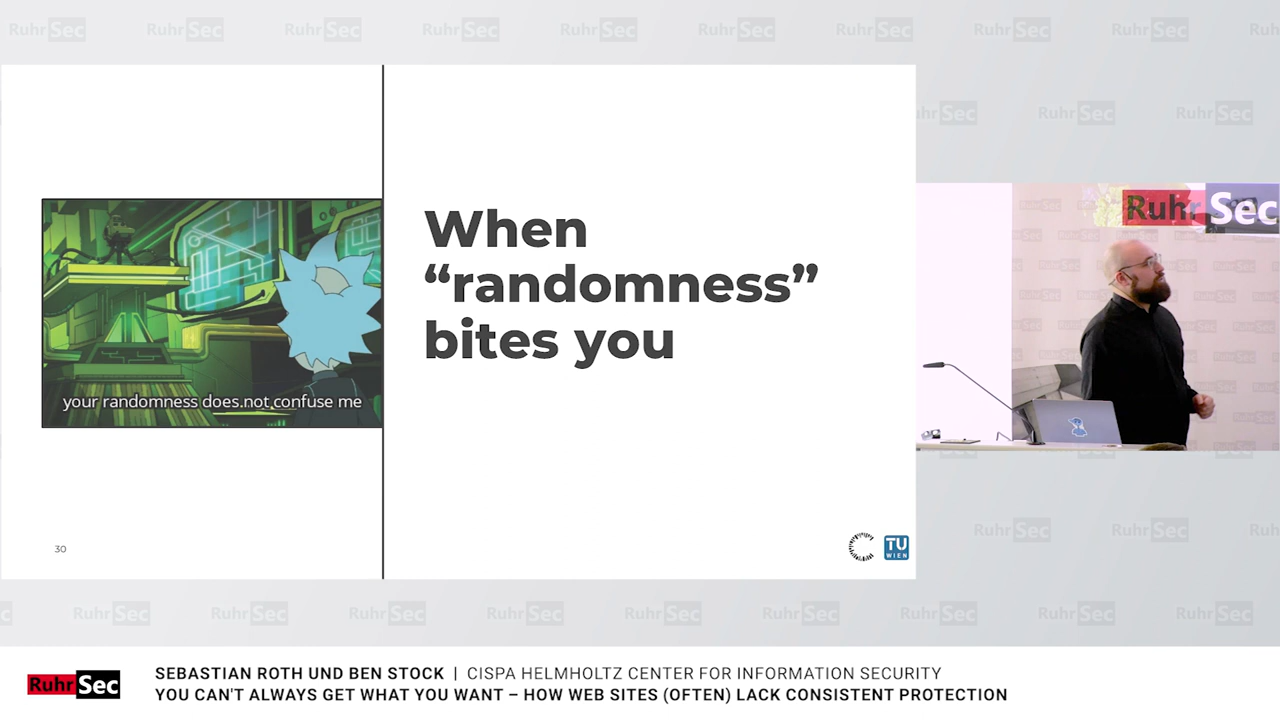 When
“randomness”
bites you
your randomness does not confuse me
30
TU
WIEN
RuhrSec
RuhrSec
SEBASTIAN ROTH UND BEN STOCK | CISPA HELMHOLTZ CENTER FOR INFORMATION SECURITY
YOU CAN'T ALWAYS GET WHAT YOU WANT – HOW WEB SITES (OFTEN) LACK CONSISTENT PROTECTION